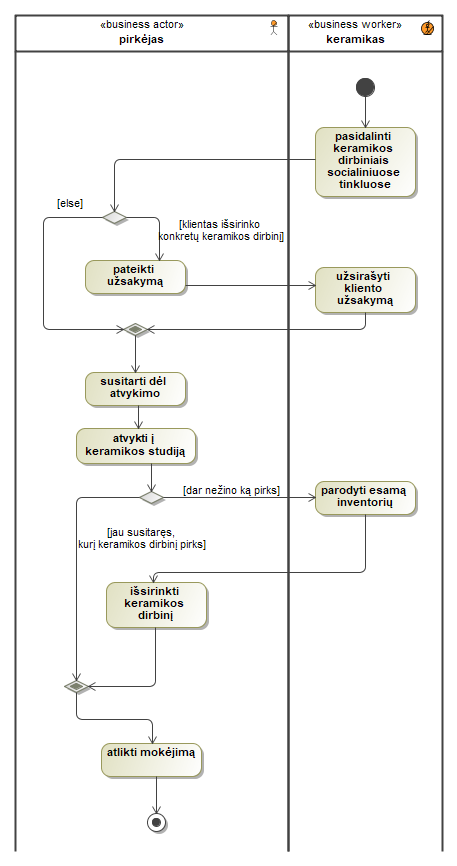 «business actor»
pirkėjas
«business worker»
keramikas
pasidalinti
keramikos
dirbiniais
socialiniuose
tinkluose
[else]
[klientas išsirinko
konkretų keramikos dirbinį]
pateikti
užsakymą
užsirašyti
kliento
užsakymą
susitarti dėl
atvykimo
atvykti į
keramikos studiją
[dar nežino ką pirks]
parodyti esamą
inventorių
[jau susitaręs,
kurį keramikos dirbinį pirks]
išsirinkti
keramikos
dirbinį
atlikti mokėjimą